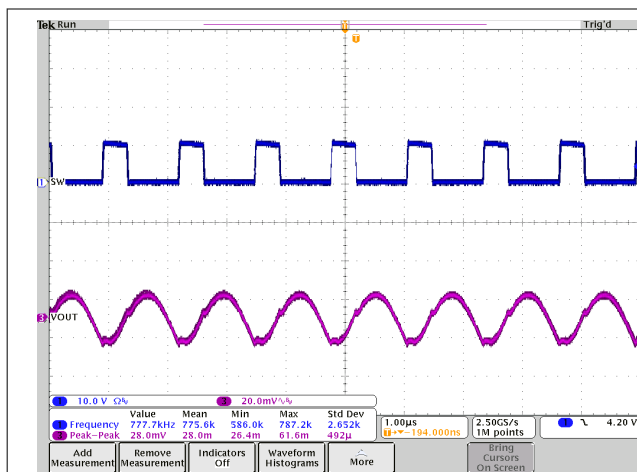 Tek Run Trig'd
T
T
1 SW
3 VOUT
1 10.0 V Ω 3 20.0mV
Value Mean Min Max Std Dev
1 Frequency 777.7kHz 775.6k 586.0k 787.2k 2.652k
3 Peak-Peak 28.0mV 28.0m 26.4m 61.6m 492µ
1.00µs
T→▼-194.000ns
2.50GS/s
1M points
1 4.20 V
Add Measurement
Remove Measurement
Indicators Off
Waveform Histograms
More
Bring Cursors On Screen